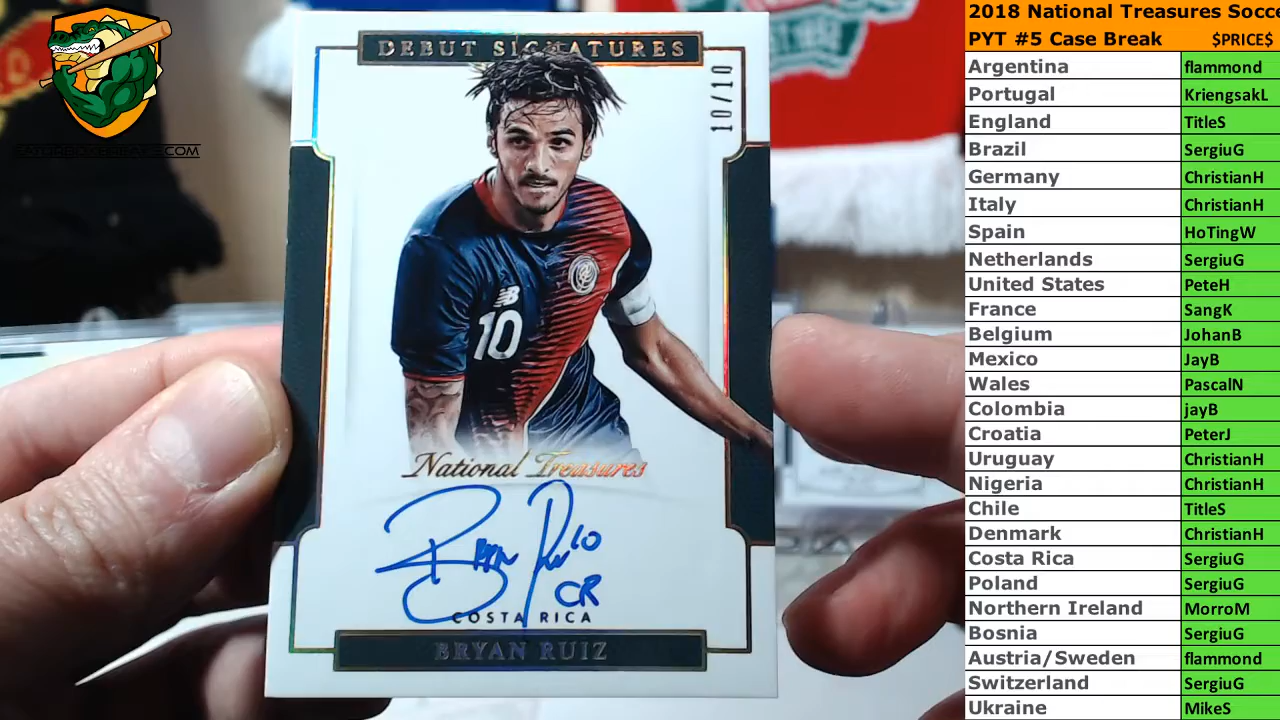 DEBUT SIGNATURES
10/10
10
National Treasures
Bryan Ruiz 10
CR
COSTA RICA
BRYAN RUIZ
2018 National Treasures Socce
PYT #5 Case Break $PRICE$
Argentina flammond
Portugal KriengsakL
England TitleS
Brazil SergiuG
Germany ChristianH
Italy ChristianH
Spain HoTingW
Netherlands SergiuG
United States PeteH
France SangK
Belgium JohanB
Mexico JayB
Wales PascalN
Colombia jayB
Croatia PeterJ
Uruguay ChristianH
Nigeria ChristianH
Chile TitleS
Denmark ChristianH
Costa Rica SergiuG
Poland SergiuG
Northern Ireland MorroM
Bosnia SergiuG
Austria/Sweden flammond
Switzerland SergiuG
Ukraine MikeS